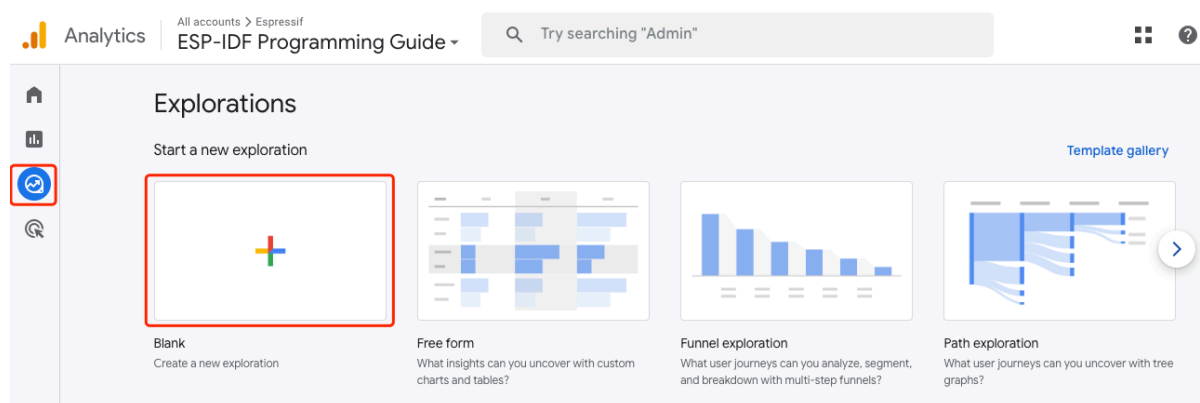 All accounts > Espressif
Analytics
ESP-IDF Programming Guide
Try searching "Admin"
Explorations
Start a new exploration
Template gallery
Blank
Create a new exploration
Free form
What insights can you uncover with custom
charts and tables?
Funnel exploration
What user journeys can you analyze, segment,
and breakdown with multi-step funnels?
Path exploration
What user journeys can you uncover with tree
graphs?